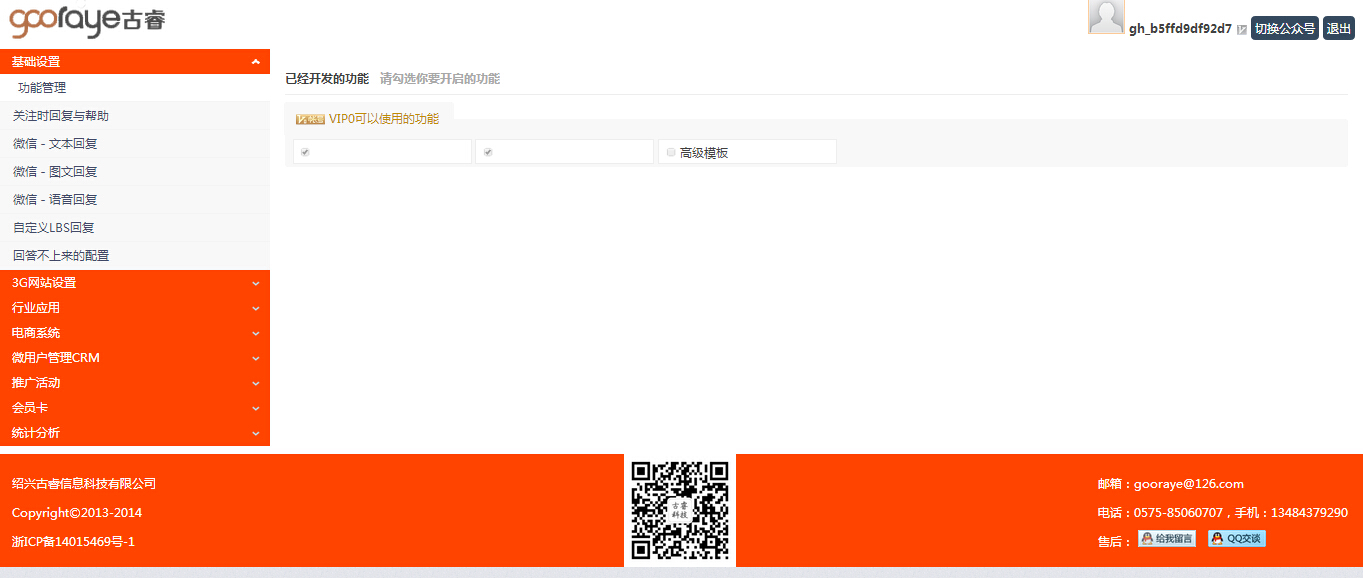 gooraye古睿
gh_b5ffd9df92d7 切换公众号 退出
基础设置
功能管理
关注时回复与帮助
微信 - 文本回复
微信 - 图文回复
微信 - 语音回复
自定义LBS回复
回答不上来的配置
3G网站设置
行业应用
电商系统
微用户管理CRM
推广活动
会员卡
统计分析
已经开发的功能 请勾选你要开启的功能
VIP0可以使用的功能
高级模板
绍兴古睿信息科技有限公司
Copyright©2013-2014
浙ICP备14015469号-1
古睿
科技
邮箱：gooraye@126.com
电话：0575-85060707，手机：13484379290
售后： 给我留言 QQ交谈